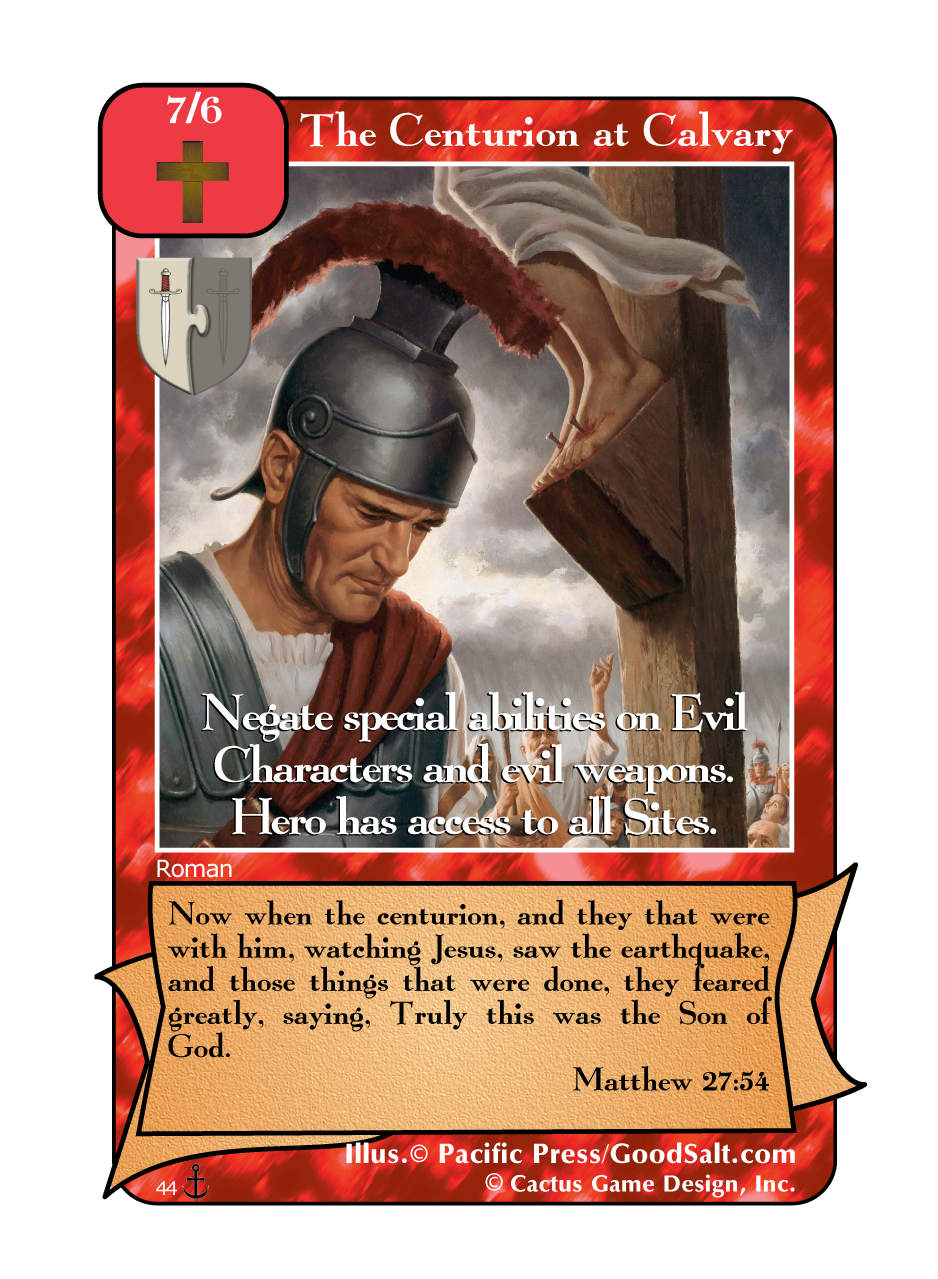 7/6
The Centurion at Calvary
Negate special abilities on Evil
Characters and evil weapons.
Hero has access to all Sites.
Roman
Now when the centurion, and they that were
with him, watching Jesus, saw the earthquake,
and those things that were done, they feared
greatly, saying, Truly this was the Son of
God.
Matthew 27:54
Illus.© Pacific Press/GoodSalt.com
44
© Cactus Game Design, Inc.